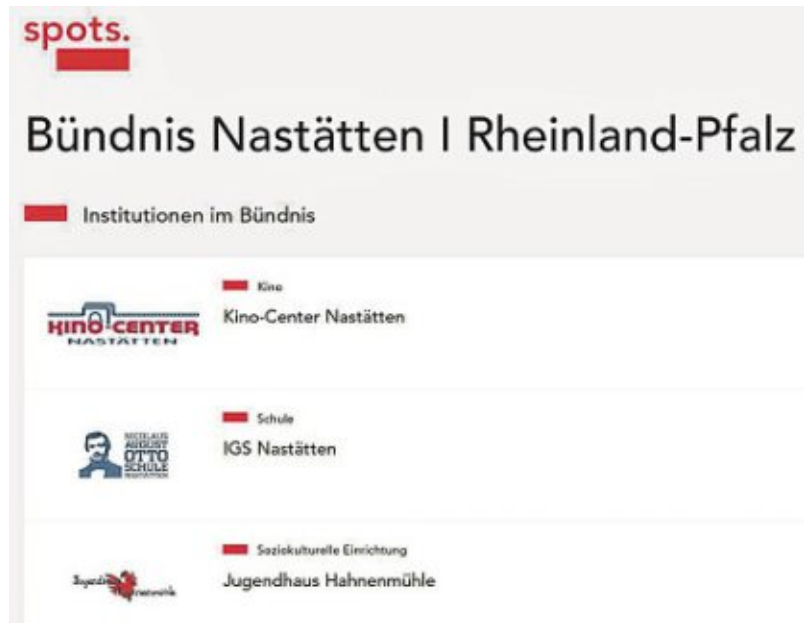 spots.
Bündnis Nastätten I Rheinland-Pfalz
Institutionen im Bündnis
Kino
KINO-CENTER
NASTÄTTEN
Kino-Center Nastätten
Schule
NICOLAUS
AUGUST
OTTO
SCHULE
NASTÄTTEN
IGS Nastätten
Soziokulturelle Einrichtung
Jugendhaus Hahnenmühle